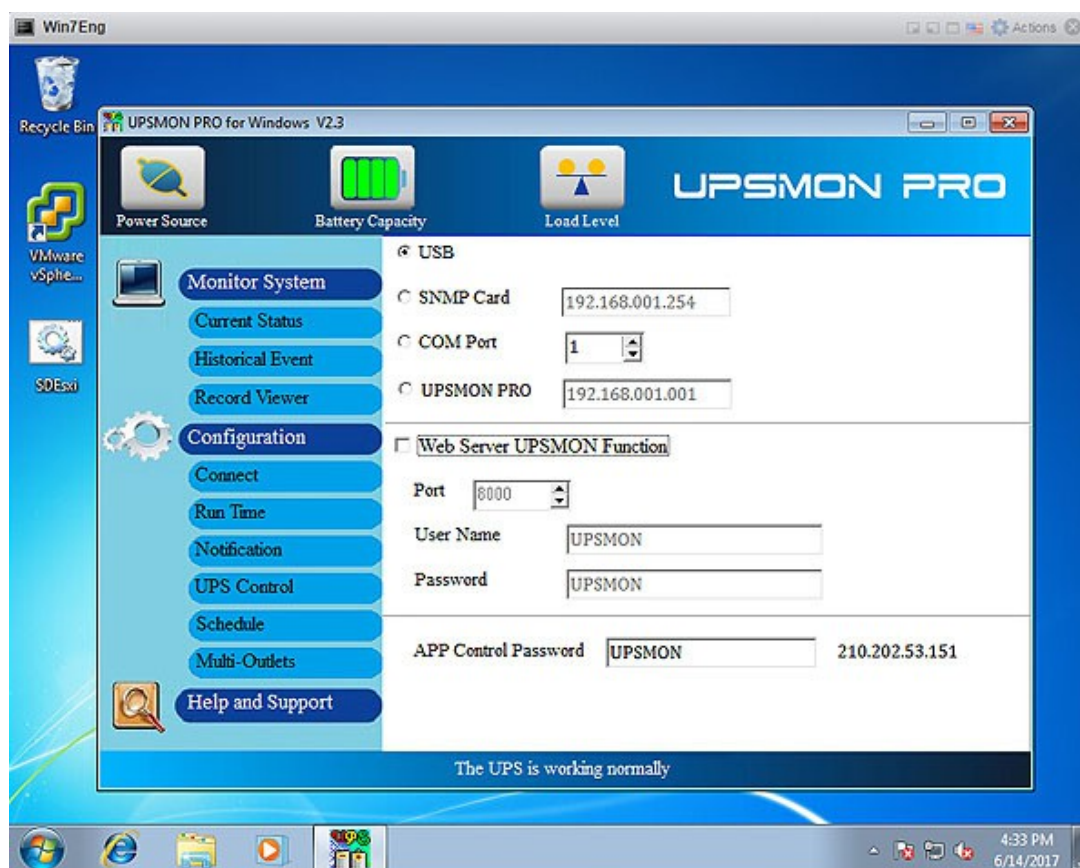 Win7Eng
Actions
Recycle Bin
UPSMON PRO for Windows V2.3
Power Source
Battery Capacity
Load Level
UPSMON PRO
VMware
vSphe...
SDEsxi
Monitor System
Current Status
Historical Event
Record Viewer
Configuration
Connect
Run Time
Notification
UPS Control
Schedule
Multi-Outlets
Help and Support
USB
SNMP Card 192.168.001.254
COM Port 1
UPSMON PRO 192.168.001.001
Web Server UPSMON Function
Port 8000
User Name UPSMON
Password UPSMON
APP Control Password UPSMON 210.202.53.151
The UPS is working normally
4:33 PM
6/14/2017